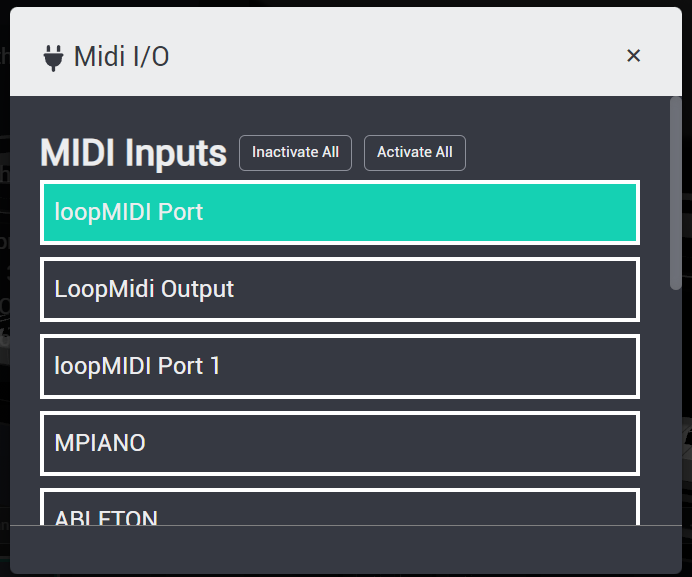 Midi I/O
MIDI Inputs Inactivate All Activate All
loopMIDI Port
LoopMidi Output
loopMIDI Port 1
MPIANO
ABLETON